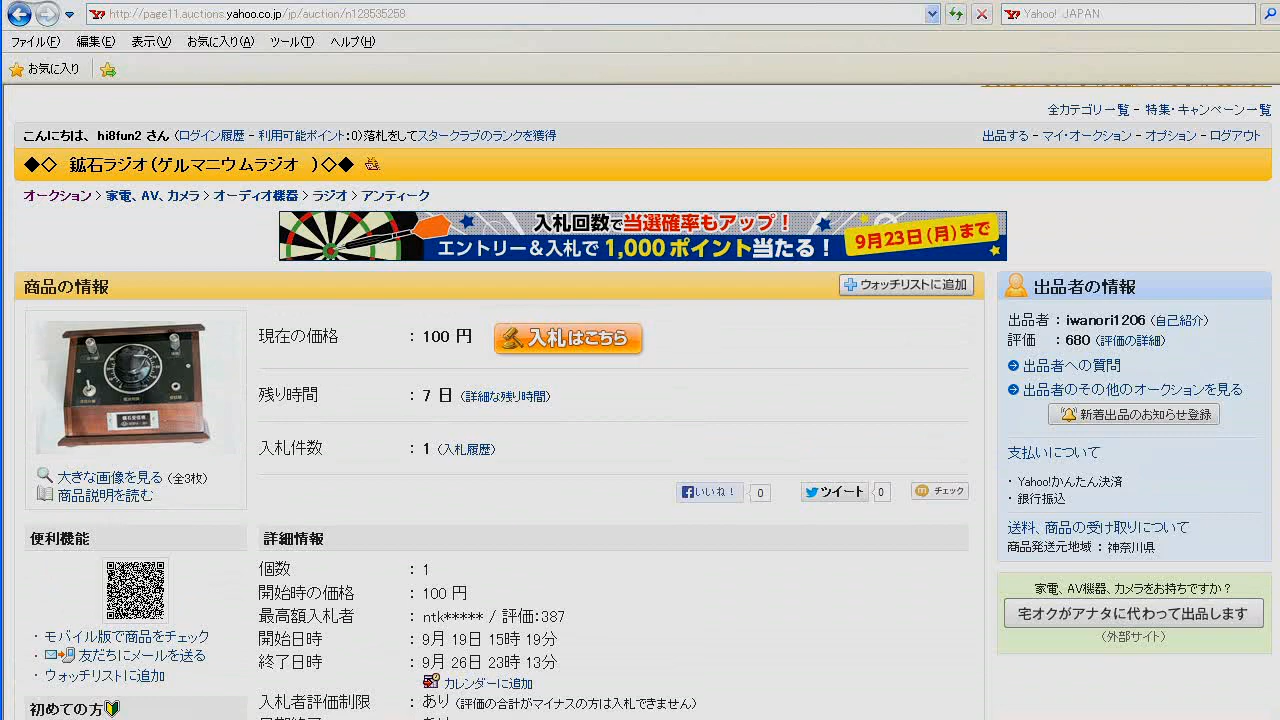 http://page11.auctions.yahoo.co.jp/jp/auction/n128535258
Yahoo! JAPAN
ファイル(F) 編集(E) 表示(V) お気に入り(A) ツール(T) ヘルプ(H)
お気に入り
全カテゴリ一覧 - 特集・キャンペーン一覧
こんにちは、hi8fun2 さん (ログイン履歴 - 利用可能ポイント:0)落札をしてスタークラブのランクを獲得
出品する - マイ・オークション - オプション - ログアウト
◆◇ 鉱石ラジオ(ゲルマニウムラジオ )◇◆
オークション > 家電、AV、カメラ > オーディオ機器 > ラジオ > アンティーク
入札回数で当選確率もアップ!
エントリー&入札で 1,000 ポイント当たる!
9月23日(月)まで
商品の情報
ウォッチリストに追加
現在の価格 : 100 円 入札はこちら
残り時間 : 7 日 (詳細な残り時間)
入札件数 : 1 (入札履歴)
大きな画像を見る (全3枚)
商品説明を読む
いいね! 0 ツイート 0 チェック
便利機能
・モバイル版で商品をチェック
・友だちにメールを送る
・ウォッチリストに追加
初めての方
詳細情報
個数 : 1
開始時の価格 : 100 円
最高額入札者 : ntk***** / 評価:387
開始日時 : 9月 19日 15時 19分
終了日時 : 9月 26日 23時 13分
カレンダーに追加
入札者評価制限 : あり (評価の合計がマイナスの方は入札できません)
出品者の情報
出品者 : iwanori1206 (自己紹介)
評価 : 680 (評価の詳細)
出品者への質問
出品者のその他のオークションを見る
新着出品のお知らせ登録
支払いについて
・ Yahoo!かんたん決済
・ 銀行振込
送料、商品の受け取りについて
商品発送元地域 : 神奈川県
家電、AV機器、カメラをお持ちですか?
宅オクがアナタに代わって出品します
(外部サイト)